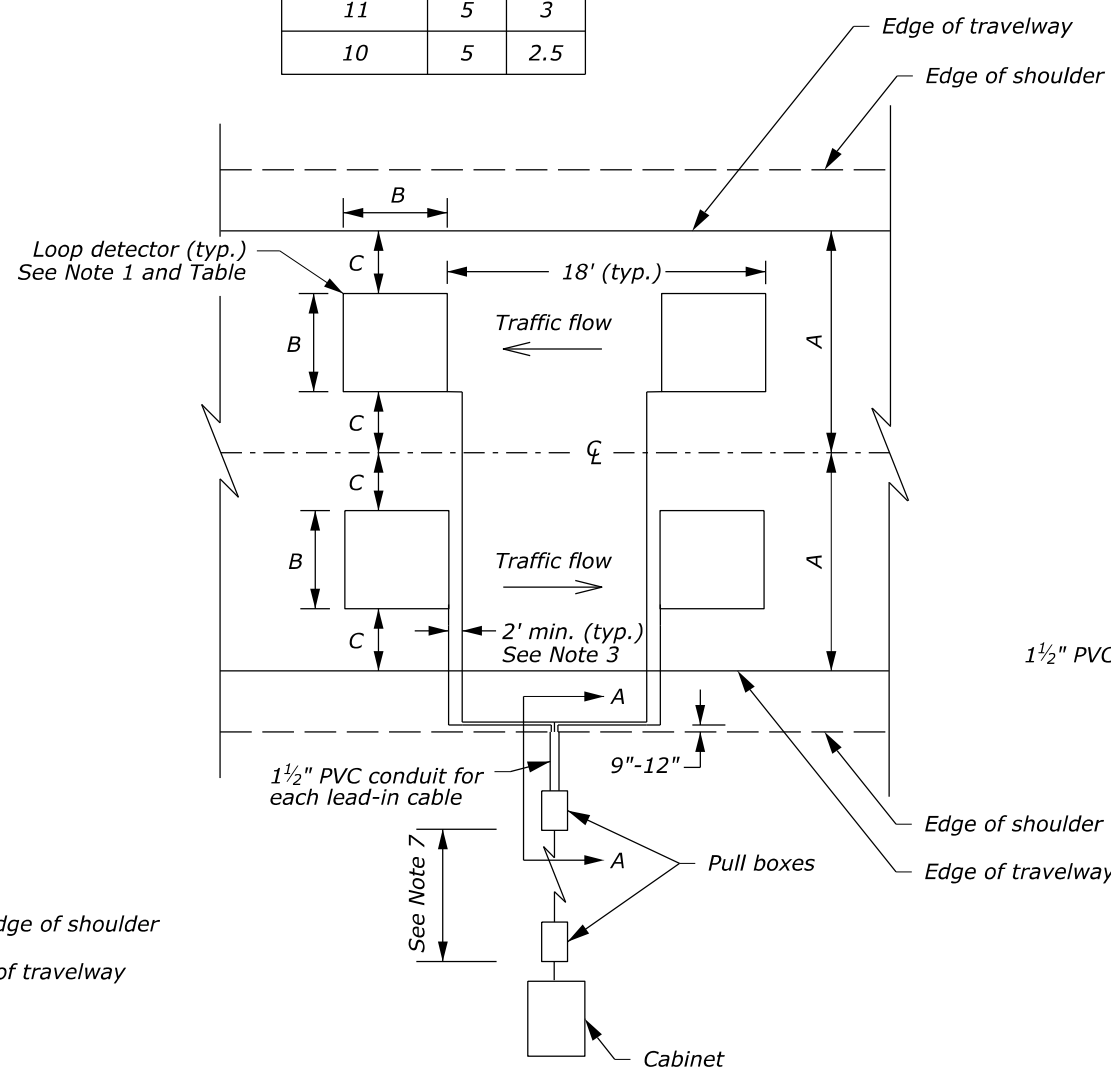 11 5 3
10 5 2.5
Edge of travelway
Edge of shoulder
B
Loop detector (typ.)
See Note 1 and Table
C
18' (typ.)
Traffic flow
B
A
C
℄
C
B
Traffic flow
A
C
2' min. (typ.)
See Note 3
1½" PVC
A
9"-12"
1½" PVC conduit for
each lead-in cable
Edge of shoulder
See Note 7
A
Pull boxes
Edge of travelway
dge of shoulder
of travelway
Cabinet